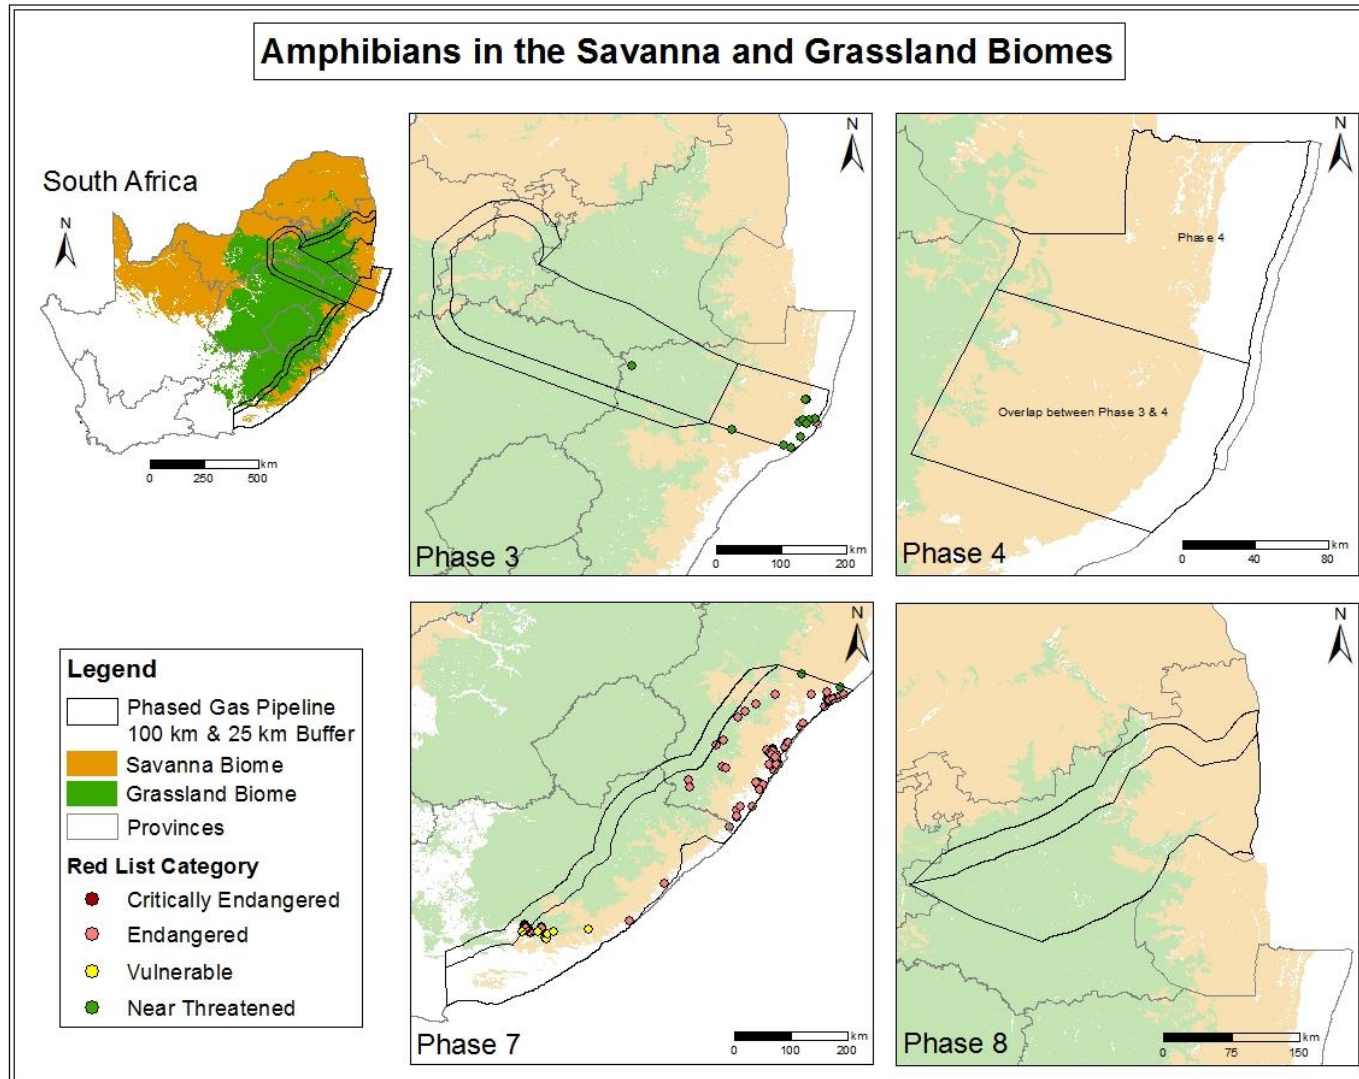 Amphibians in the Savanna and Grassland Biomes
South Africa
N
km
0 250 500
N
km
0 100 200
Phase 3
N
Phase 4
Overlap between Phase 3 & 4
km
0 40 80
Phase 4
Legend
Phased Gas Pipeline
100 km & 25 km Buffer
Savanna Biome
Grassland Biome
Provinces
Red List Category
Critically Endangered
Endangered
Vulnerable
Near Threatened
N
km
0 100 200
Phase 7
N
km
0 75 150
Phase 8